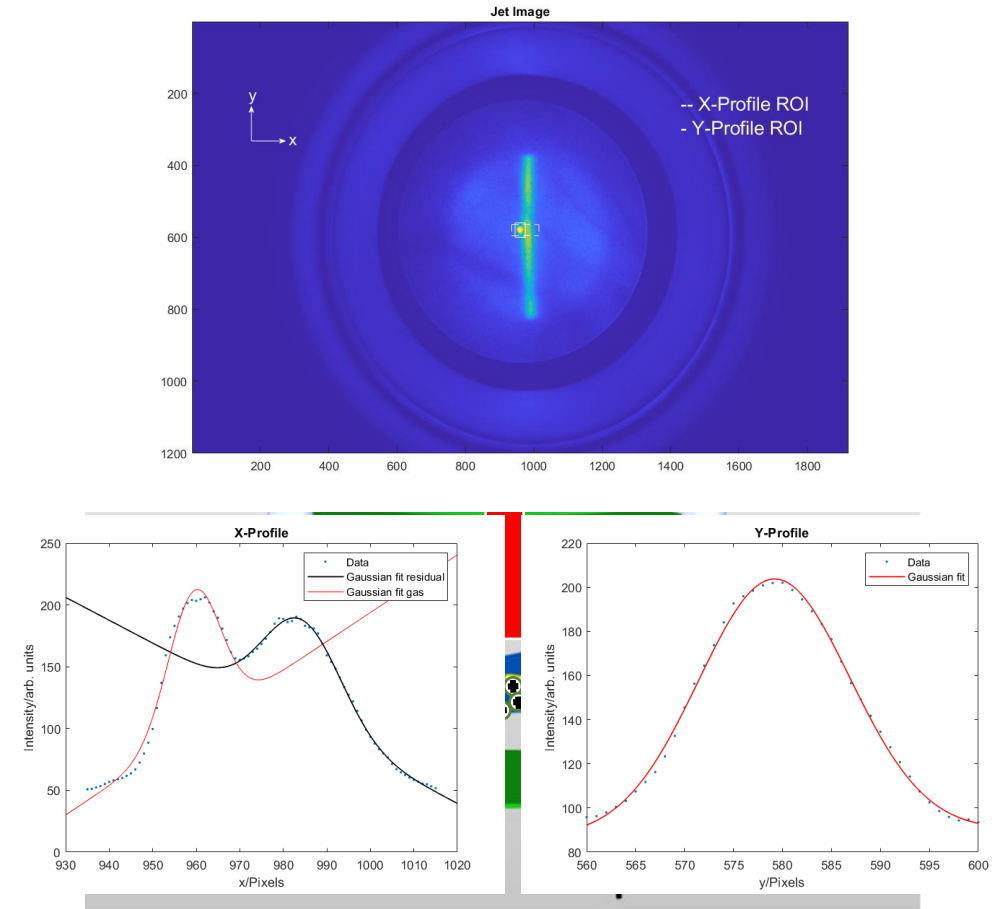 Jet Image
y
x
-- X-Profile ROI
- Y-Profile ROI
200
400
600
800
1000
1200
200 400 600 800 1000 1200 1400 1600 1800
X-Profile
Data
Gaussian fit residual
Gaussian fit gas
Intensity/arb. units
250
200
150
100
50
0
930 940 950 960 970 980 990 1000 1010 1020
x/Pixels
Y-Profile
Data
Gaussian fit
Intensity/arb. units
220
200
180
160
140
120
100
80
560 565 570 575 580 585 590 595 600
y/Pixels